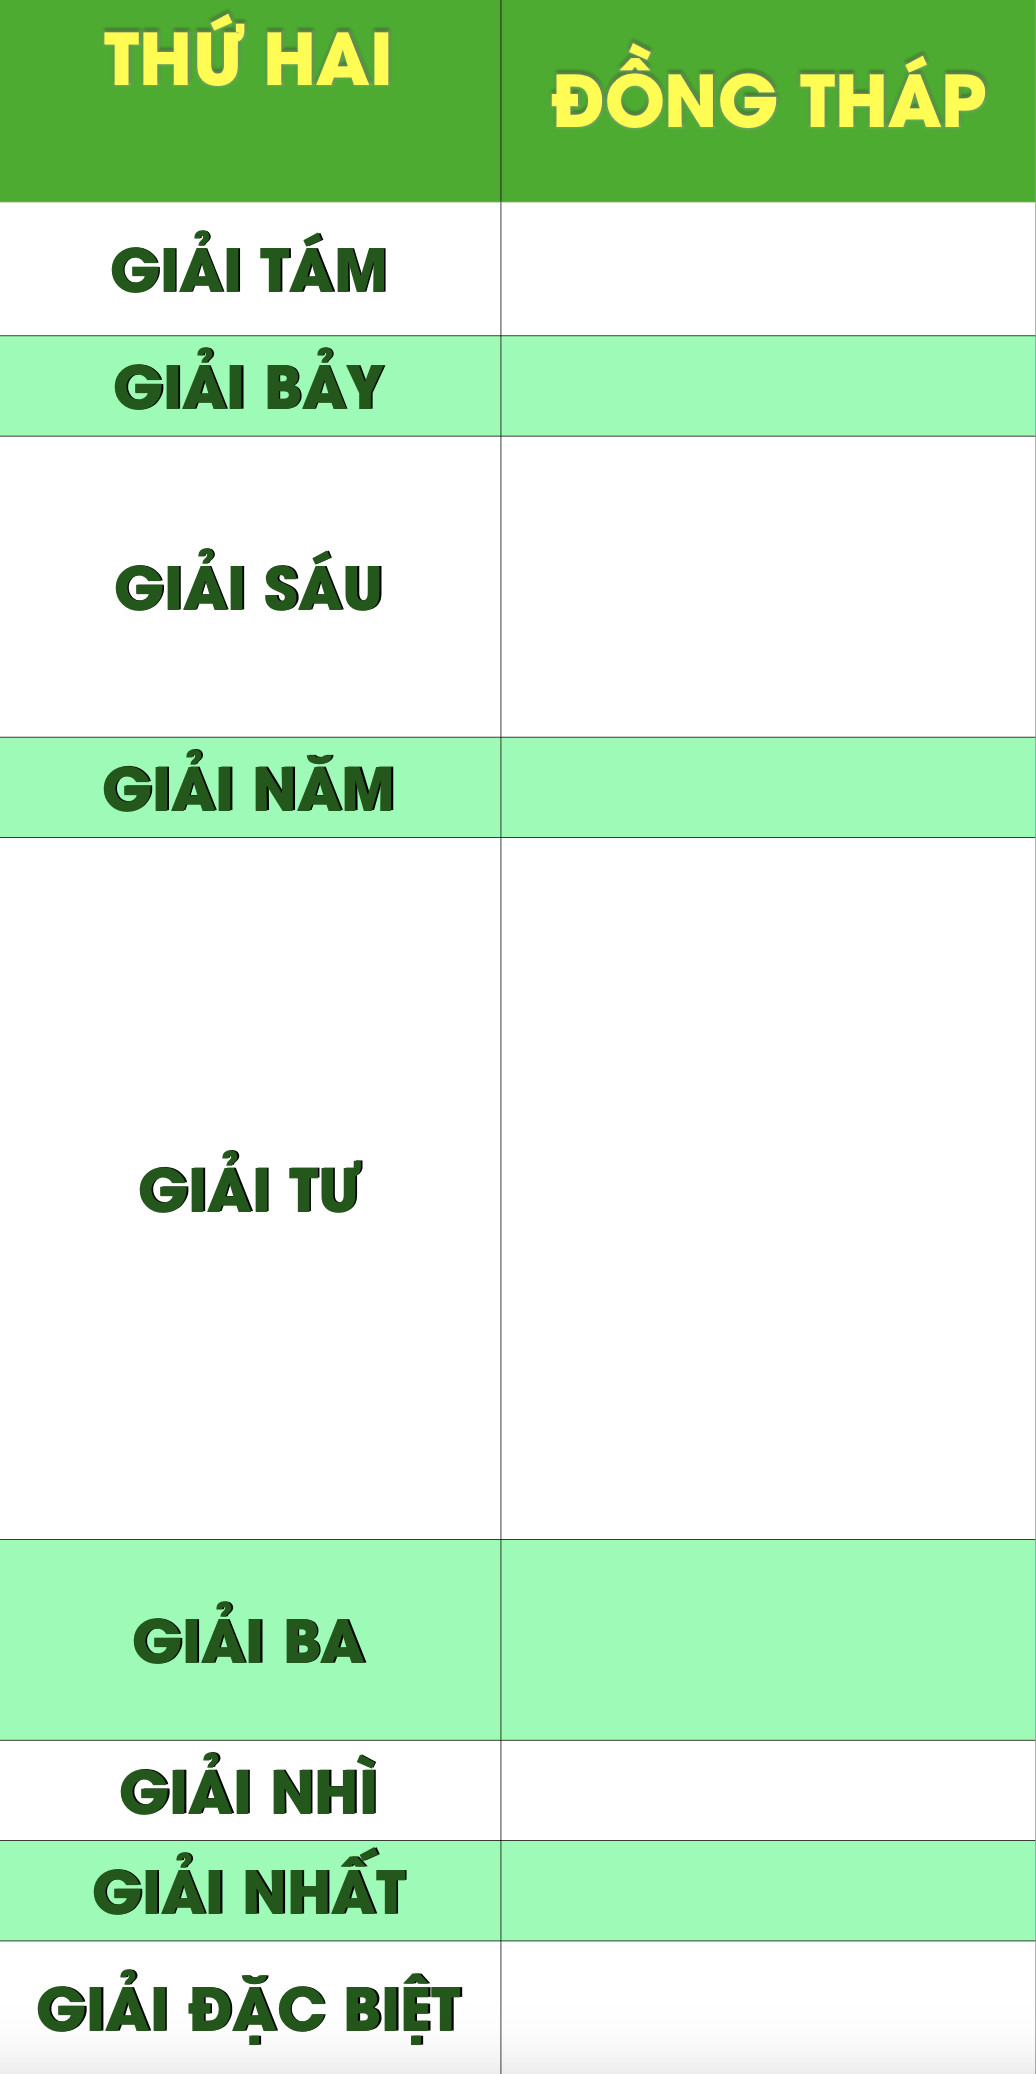 THỨ HAI
ĐỒNG THÁP
GIẢI TÁM
GIẢI BẢY
GIẢI SÁU
GIẢI NĂM
GIẢI TƯ
GIẢI BA
GIẢI NHÌ
GIẢI NHẤT
GIẢI ĐẶC BIỆT